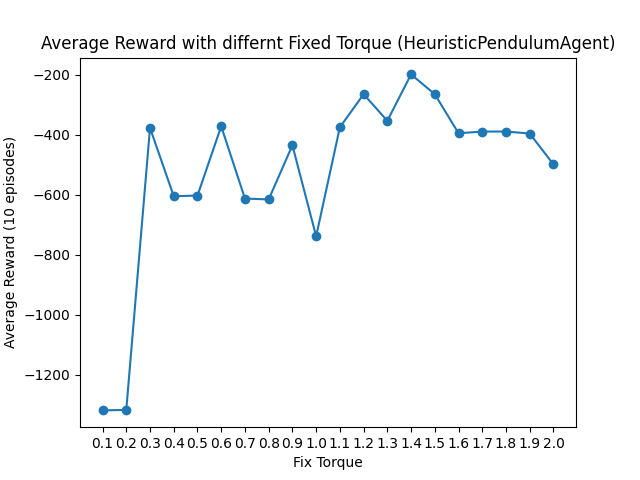 Average Reward with differnt Fixed Torque (HeuristicPendulumAgent)
Average Reward (10 episodes)
−200
−400
−600
−800
−1000
−1200
0.1 0.2 0.3 0.4 0.5 0.6 0.7 0.8 0.9 1.0 1.1 1.2 1.3 1.4 1.5 1.6 1.7 1.8 1.9 2.0
Fix Torque